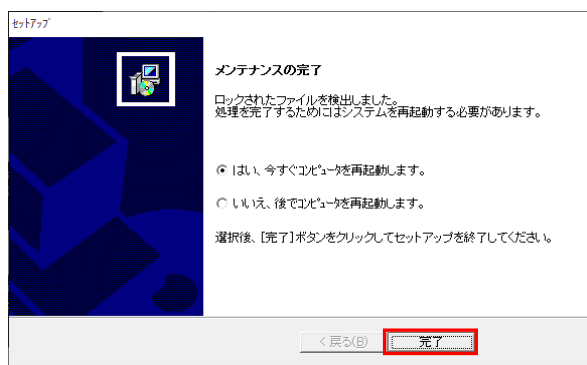 セットアップ
メンテナンスの完了
ロックされたファイルを検出しました。
処理を完了するためにはシステムを再起動する必要があります。
はい、今すぐコンピュータを再起動します。
いいえ、後でコンピュータを再起動します。
選択後、[完了]ボタンをクリックしてセットアップを終了してください。
< 戻る(B)
完了